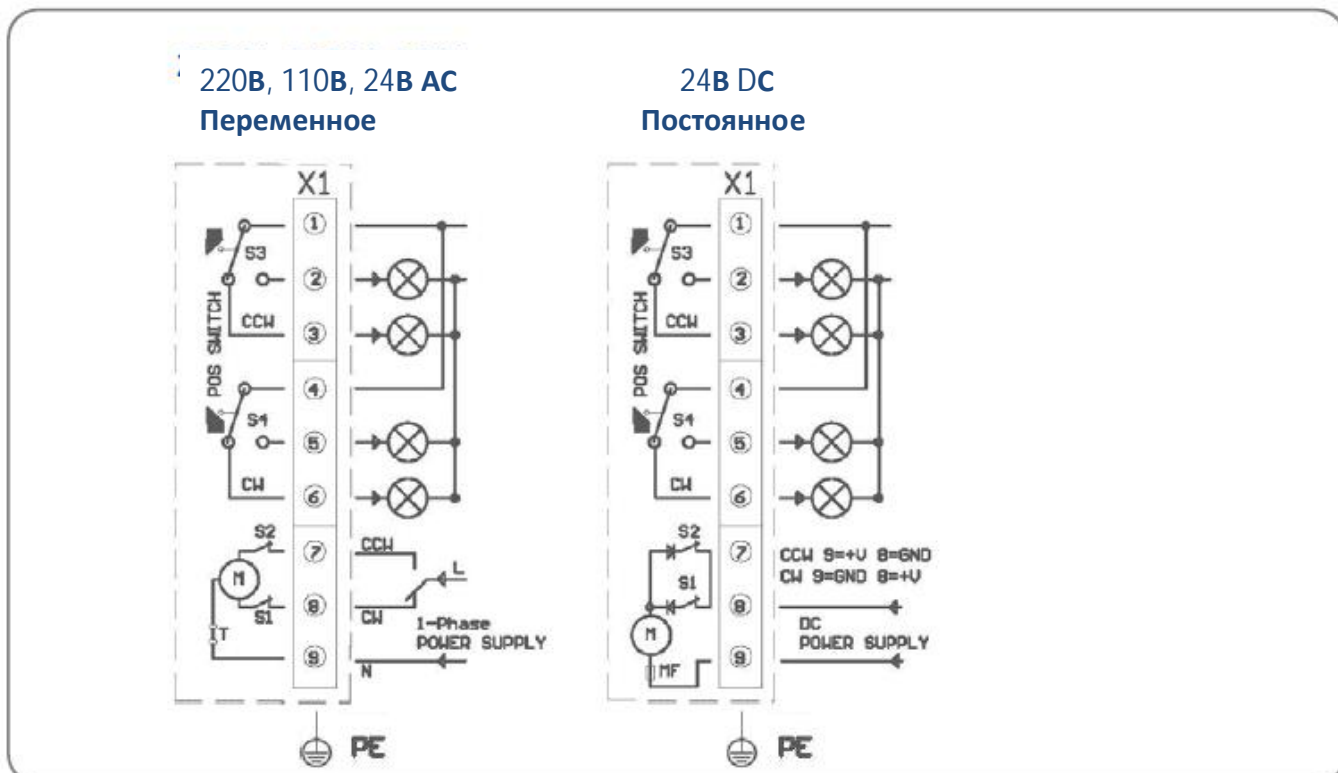 220В, 110В, 24В AC
Переменное
24В DC
Постоянное
X1
1
S3
2
CCW
3
POS SWITCH
4
S4
5
CW
6
S2
7
CCW
L
M
8
S1
CW
1-Phase
POWER SUPPLY
IT
9
N
PE
X1
1
S3
2
CCW
3
POS SWITCH
4
S4
5
CW
6
S2
7
CCW 9=+V 8=GND
CW 9=GND 8=+V
S1
8
DC
POWER SUPPLY
M
9
MF
PE